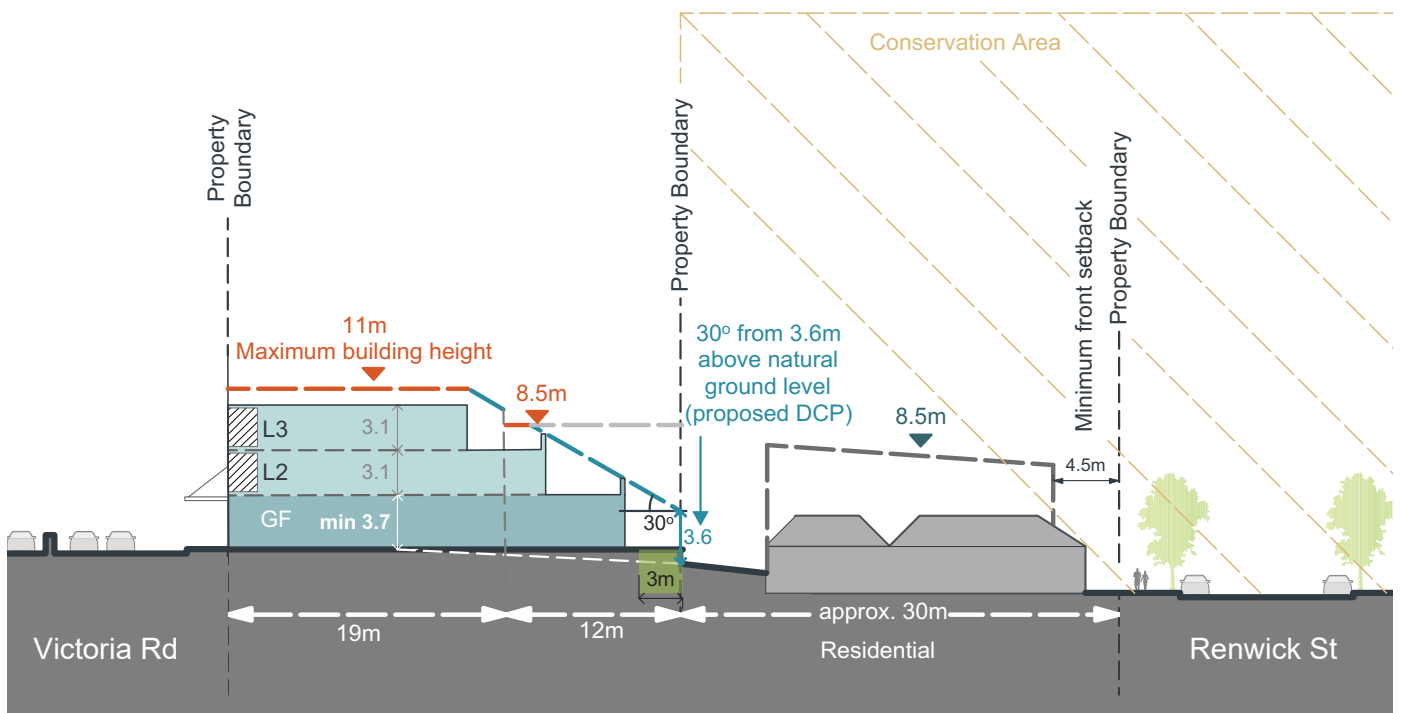 Conservation Area
Property
Boundary
Property Boundary
Minimum front setback
Property Boundary
11m
Maximum building height
8.5m
30º from 3.6m
above natural
ground level
(proposed DCP)
8.5m
4.5m
L3
3.1
L2
3.1
GF
min 3.7
30º
3.6
3m
19m
12m
approx. 30m
Victoria Rd
Residential
Renwick St